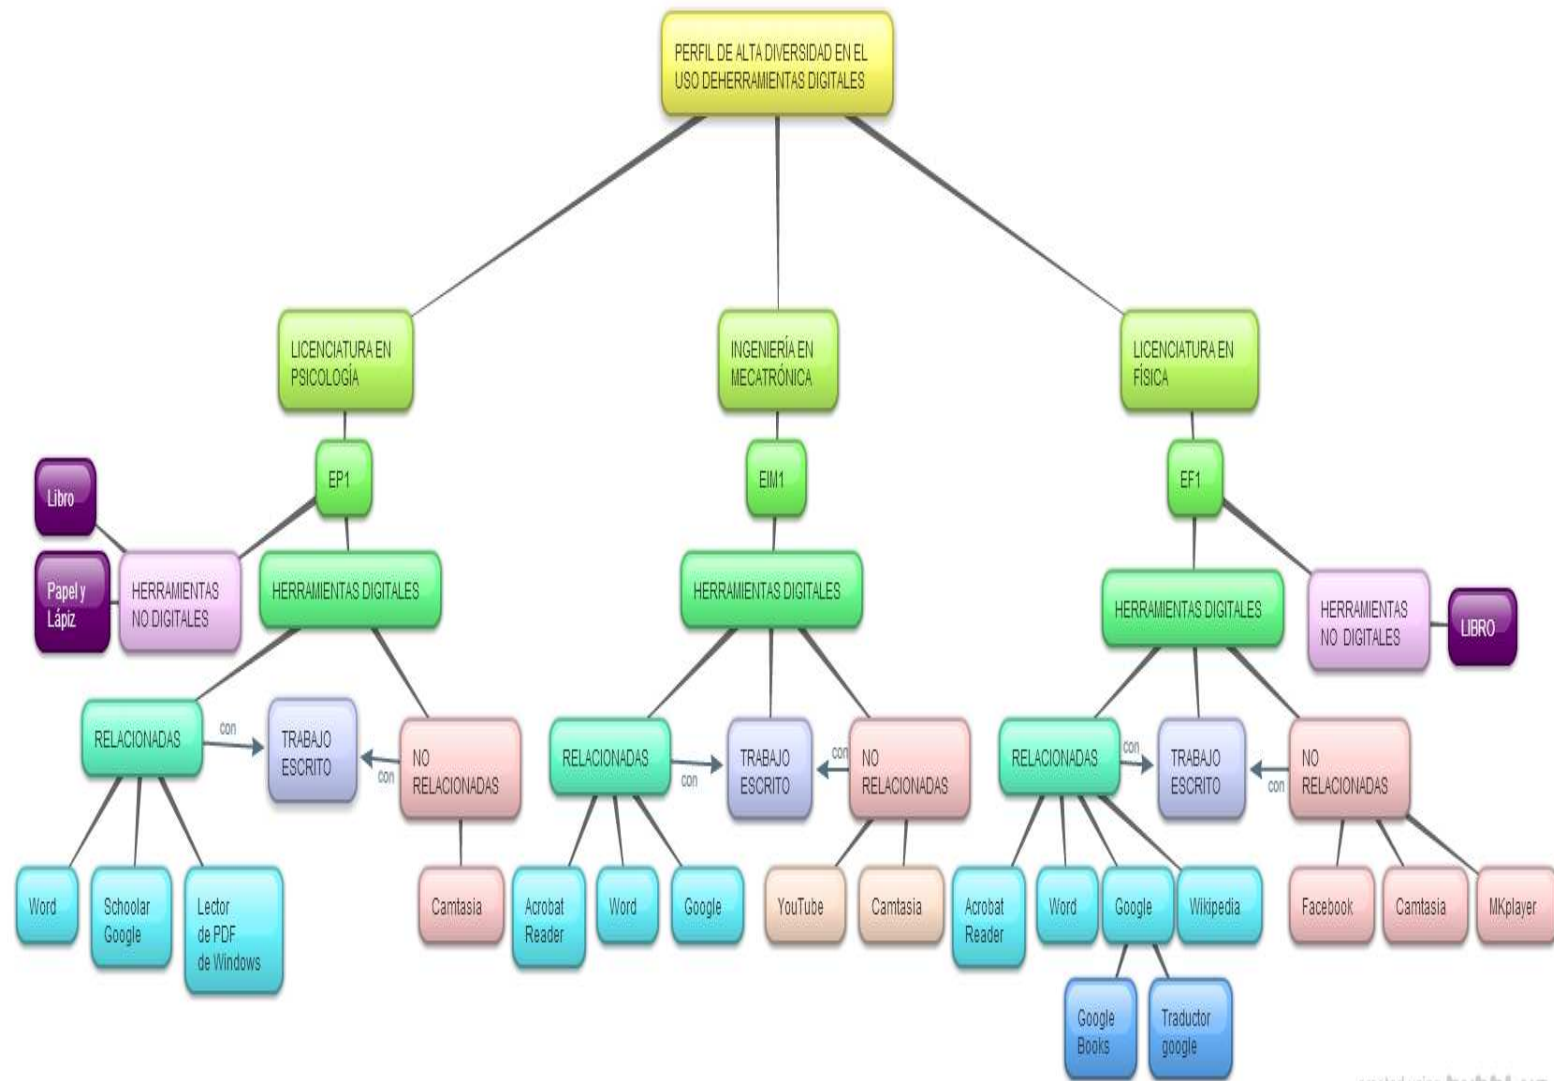 PERFIL DE ALTA DIVERSIDAD EN EL
USO DEHERRAMIENTAS DIGITALES
LICENCIATURA EN
PSICOLOGÍA
INGENIERÍA EN
MECATRÓNICA
LICENCIATURA EN
FÍSICA
EP1
EIM1
EF1
Libro
Papel y
Lápiz
HERRAMIENTAS
NO DIGITALES
HERRAMIENTAS DIGITALES
HERRAMIENTAS DIGITALES
HERRAMIENTAS DIGITALES
HERRAMIENTAS
NO DIGITALES
LIBRO
RELACIONADAS
con
TRABAJO
ESCRITO
con
NO
RELACIONADAS
RELACIONADAS
con
TRABAJO
ESCRITO
con
NO
RELACIONADAS
RELACIONADAS
con
TRABAJO
ESCRITO
con
NO
RELACIONADAS
Word
Schoolar
Google
Lector
de PDF
de Windows
Camtasia
Acrobat
Reader
Word
Google
YouTube
Camtasia
Acrobat
Reader
Word
Google
Wikipedia
Facebook
Camtasia
MKplayer
Google
Books
Traductor
google